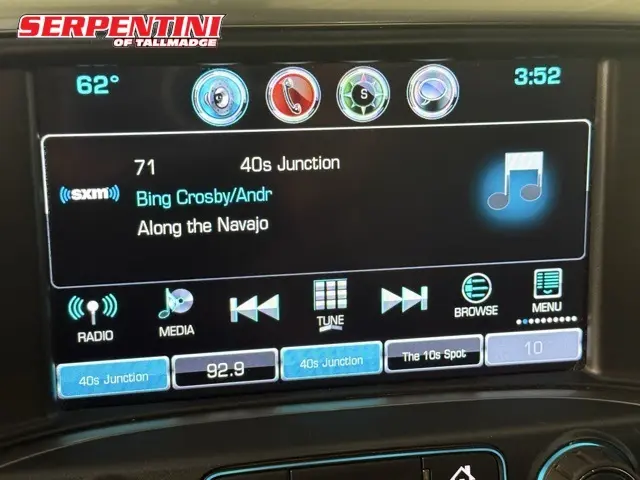 SERPENTINI
OF TALLMADGE
62° S 3:52
71 40s Junction
((sxm))
Bing Crosby/Andr
Along the Navajo
RADIO MEDIA TUNE BROWSE MENU
40s Junction 92.9 40s Junction The 10s Spot 10